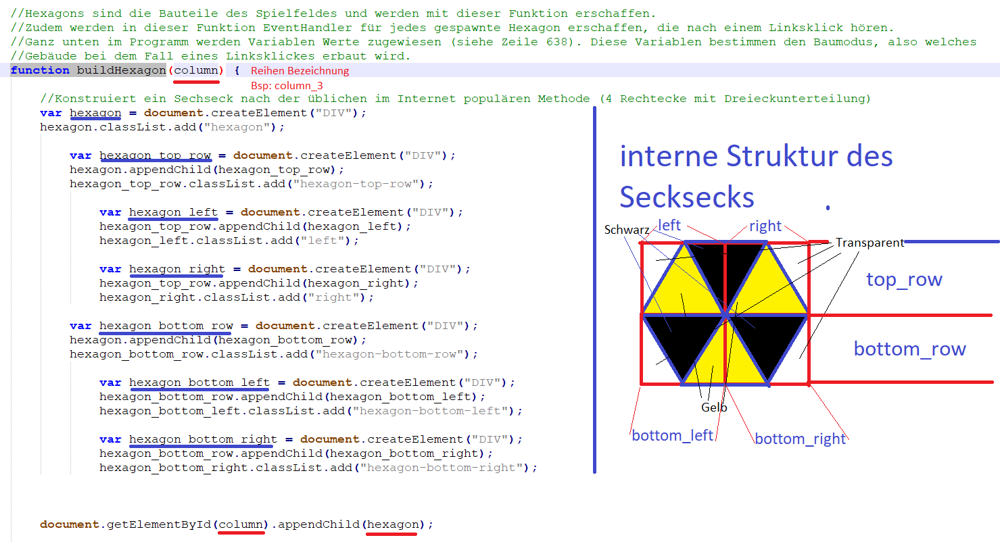 //Hexagons sind die Bauteile des Spielfeldes und werden mit dieser Funktion erschaffen.
//Zudem werden in dieser Funktion EventHandler für jedes gespawnte Hexagon erschaffen, die nach einem Linksklick hören.
//Ganz unten im Programm werden Variablen Werte zugewiesen (siehe Zeile 638). Diese Variablen bestimmen den Baumodus, also welches
//Gebäude bei dem Fall eines Linksklickes erbaut wird.
function buildHexagon(column) { Reihen Bezeichnung
Bsp: column_3
//Konstruiert ein Sechseck nach der üblichen im Internet populären Methode (4 Rechtecke mit Dreieckunterteilung)
var hexagon = document.createElement("DIV");
hexagon.classList.add("hexagon");
var hexagon_top_row = document.createElement("DIV");
hexagon.appendChild(hexagon_top_row);
hexagon_top_row.classList.add("hexagon-top-row");
var hexagon_left = document.createElement("DIV");
hexagon_top_row.appendChild(hexagon_left);
hexagon_left.classList.add("left");
var hexagon_right = document.createElement("DIV");
hexagon_top_row.appendChild(hexagon_right);
hexagon_right.classList.add("right");
var hexagon_bottom_row = document.createElement("DIV");
hexagon.appendChild(hexagon_bottom_row);
hexagon_bottom_row.classList.add("hexagon-bottom-row");
var hexagon_bottom_left = document.createElement("DIV");
hexagon_bottom_row.appendChild(hexagon_bottom_left);
hexagon_bottom_left.classList.add("hexagon-bottom-left");
var hexagon_bottom_right = document.createElement("DIV");
hexagon_bottom_row.appendChild(hexagon_bottom_right);
hexagon_bottom_right.classList.add("hexagon-bottom-right");
document.getElementById(column).appendChild(hexagon);
interne Struktur des
Secksecks
left
right
Schwarz
Transparent
top_row
bottom_row
Gelb
bottom_left
bottom_right